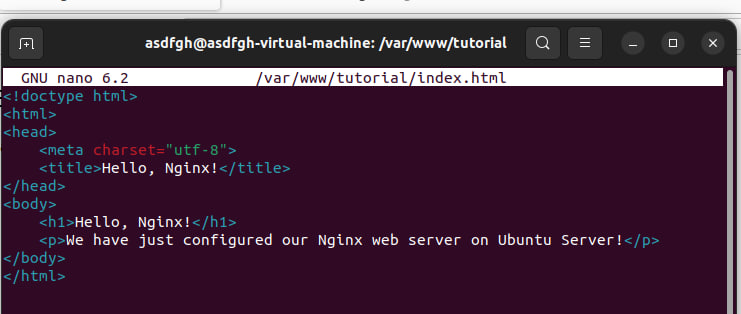 asdfgh@asdfgh-virtual-machine: /var/www/tutorial
GNU nano 6.2 /var/www/tutorial/index.html
<!doctype html>
<html>
<head>
    <meta charset="utf-8">
    <title>Hello, Nginx!</title>
</head>
<body>
    <h1>Hello, Nginx!</h1>
    <p>We have just configured our Nginx web server on Ubuntu Server!</p>
</body>
</html>